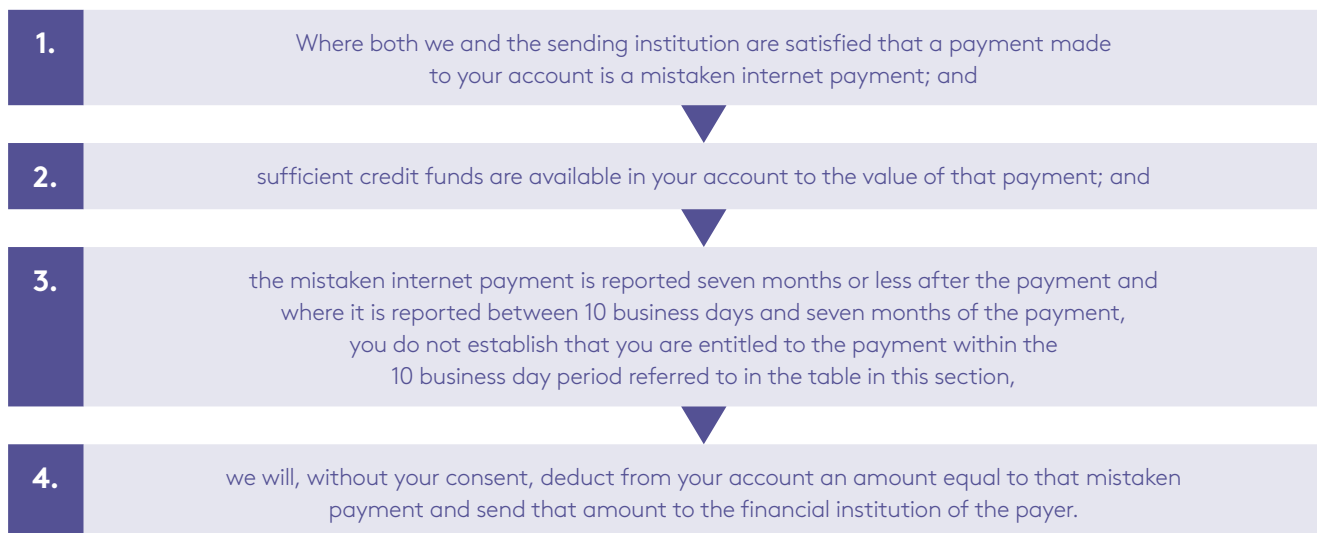 1.
Where both we and the sending institution are satisfied that a payment made
to your account is a mistaken internet payment; and
2.
sufficient credit funds are available in your account to the value of that payment; and
3.
the mistaken internet payment is reported seven months or less after the payment and
where it is reported between 10 business days and seven months of the payment,
you do not establish that you are entitled to the payment within the
10 business day period referred to in the table in this section,
4.
we will, without your consent, deduct from your account an amount equal to that mistaken
payment and send that amount to the financial institution of the payer.